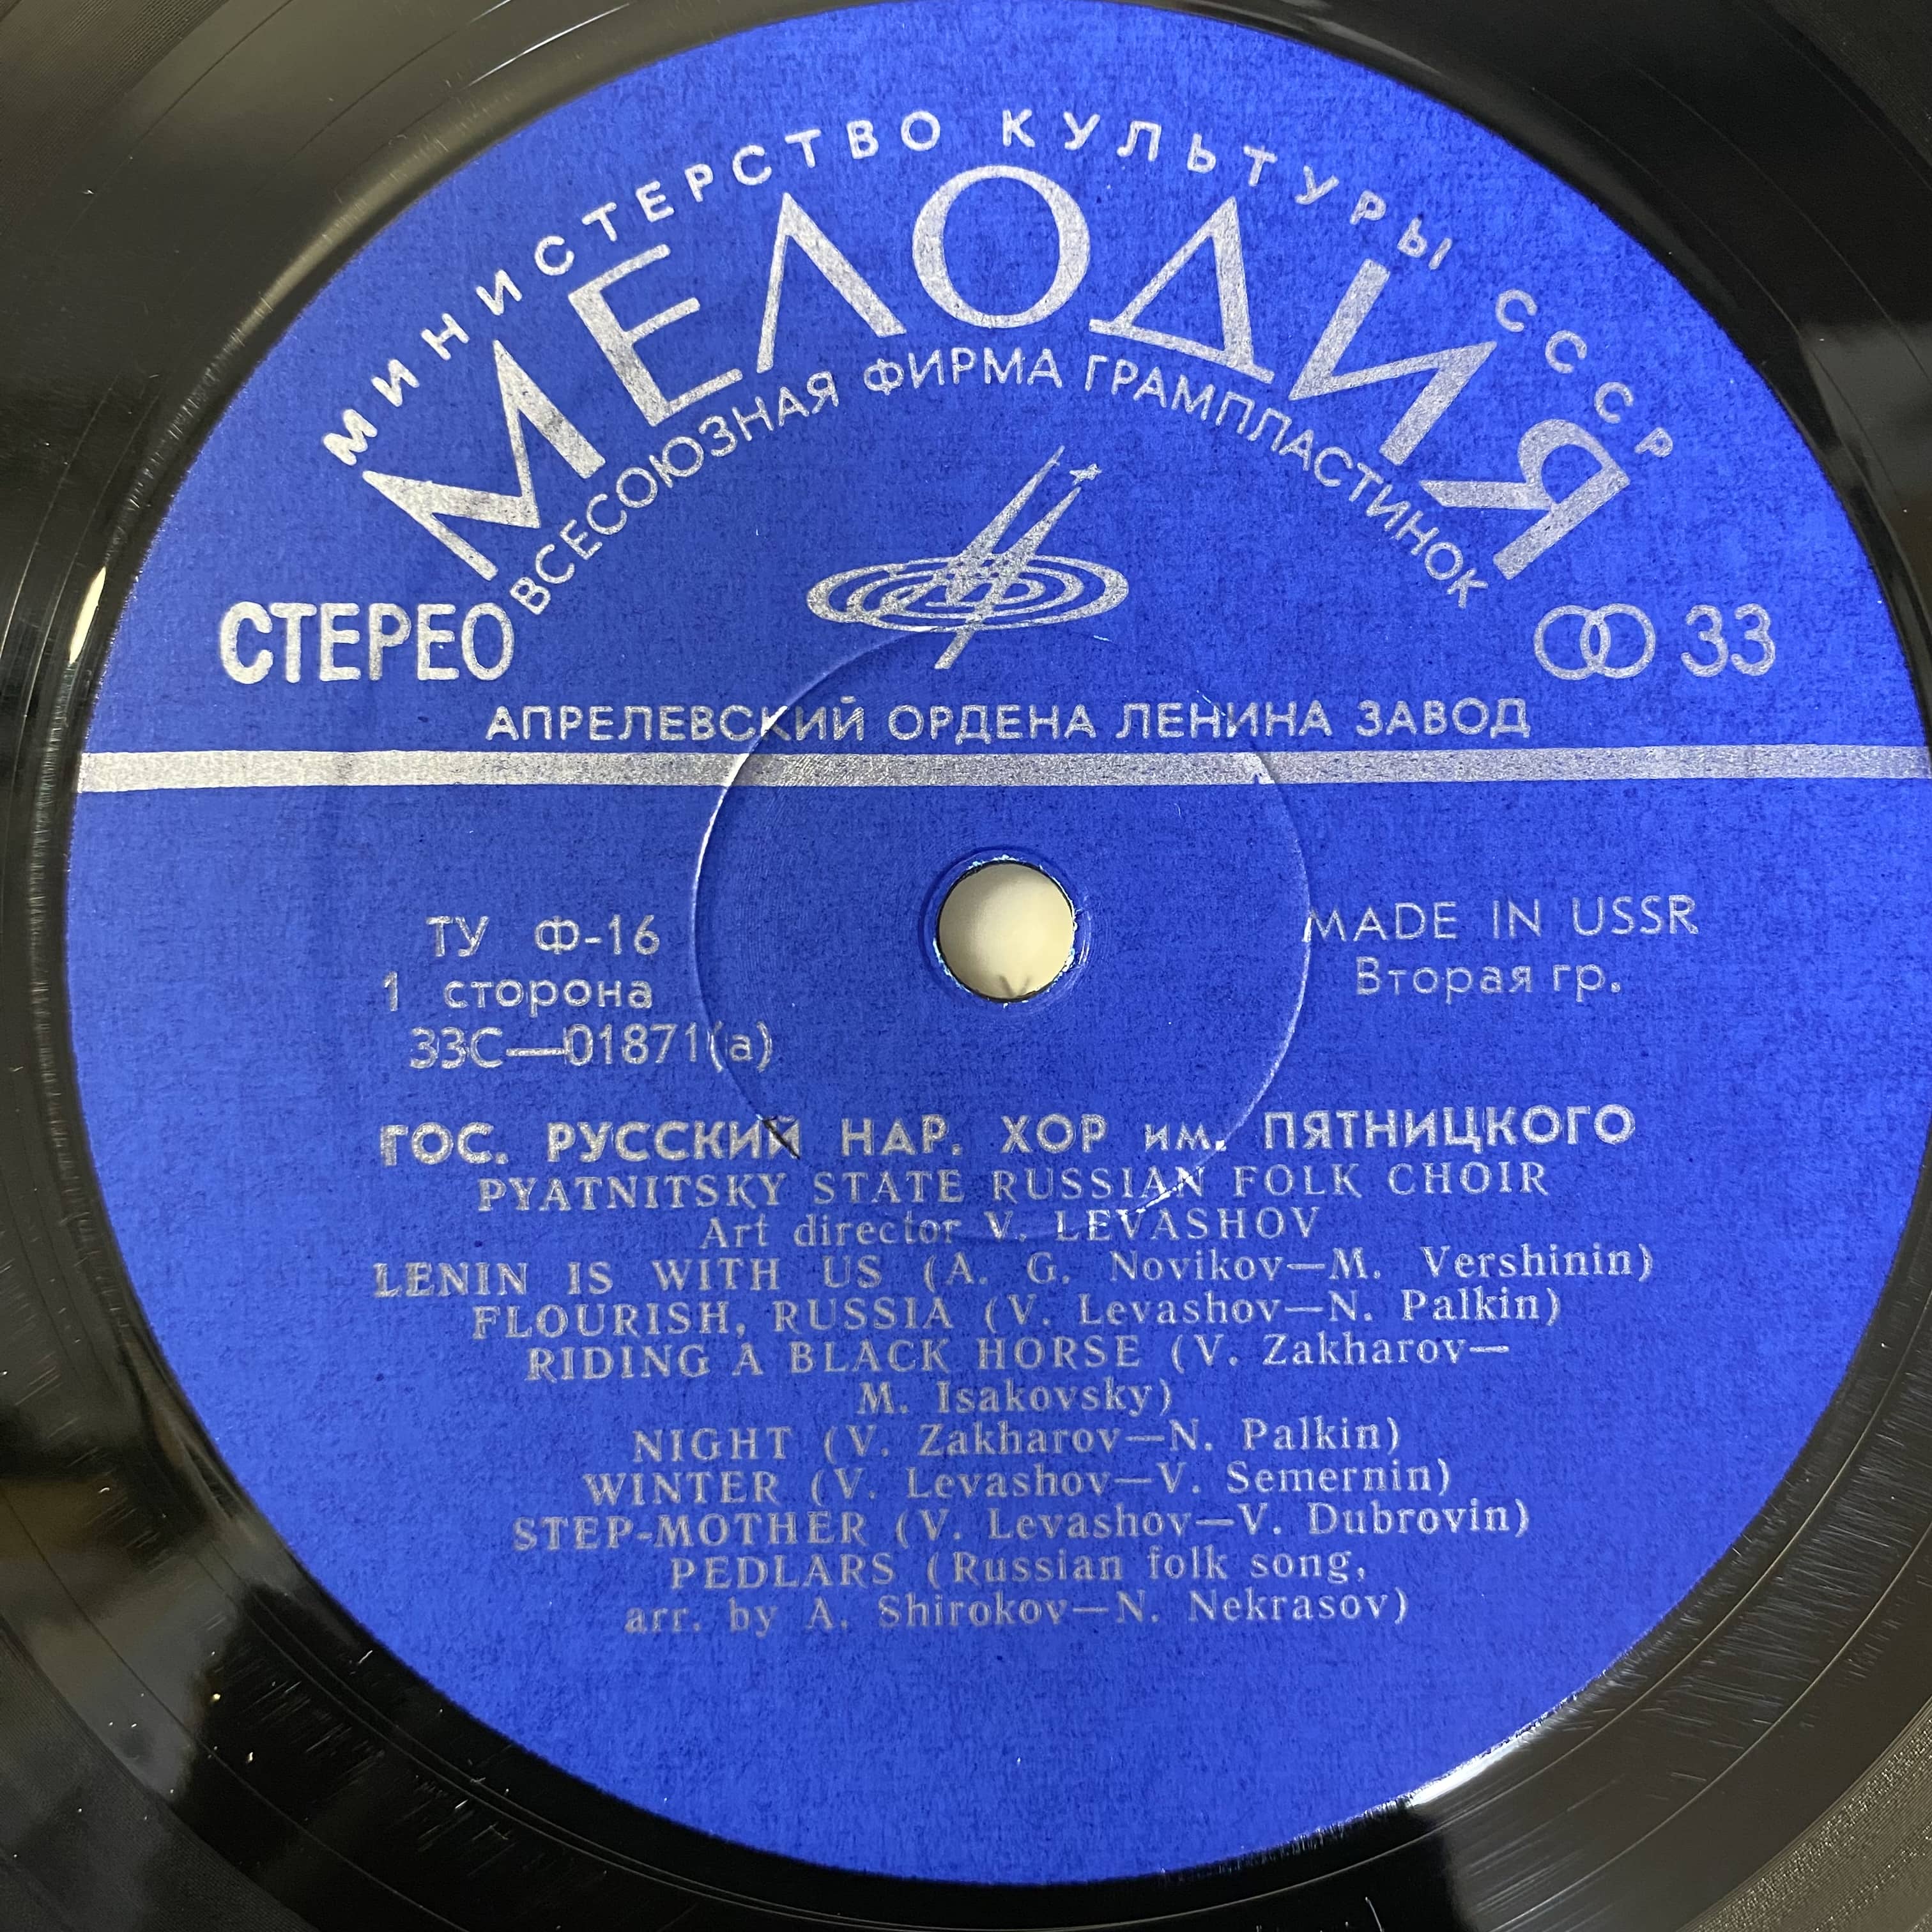 МИНИСТЕРСТВО КУЛЬТУРЫ СССР
МЕЛОДИЯ
ВСЕСОЮЗНАЯ ФИРМА ГРАМПЛАСТИНОК
СТЕРЕО
33
АПРЕЛЕВСКИЙ ОРДЕНА ЛЕНИНА ЗАВОД
ТУ Ф-16
1 сторона
33С—01871(а)
MADE IN USSR
Вторая гр.
ГОС. РУССКИЙ НАР. ХОР им. ПЯТНИЦКОГО
PYATNITSKY STATE RUSSIAN FOLK CHOIR
Art director V. LEVASHOV
LENIN IS WITH US (A. G. Novikov—M. Vershinin)
FLOURISH, RUSSIA (V. Levashov—N. Palkin)
RIDING A BLACK HORSE (V. Zakharov—
M. Isakovsky)
NIGHT (V. Zakharov—N. Palkin)
WINTER (V. Levashov—V. Semernin)
STEP-MOTHER (V. Levashov—V. Dubrovin)
PEDLARS (Russian folk song,
arr. by A. Shirokov—N. Nekrasov)